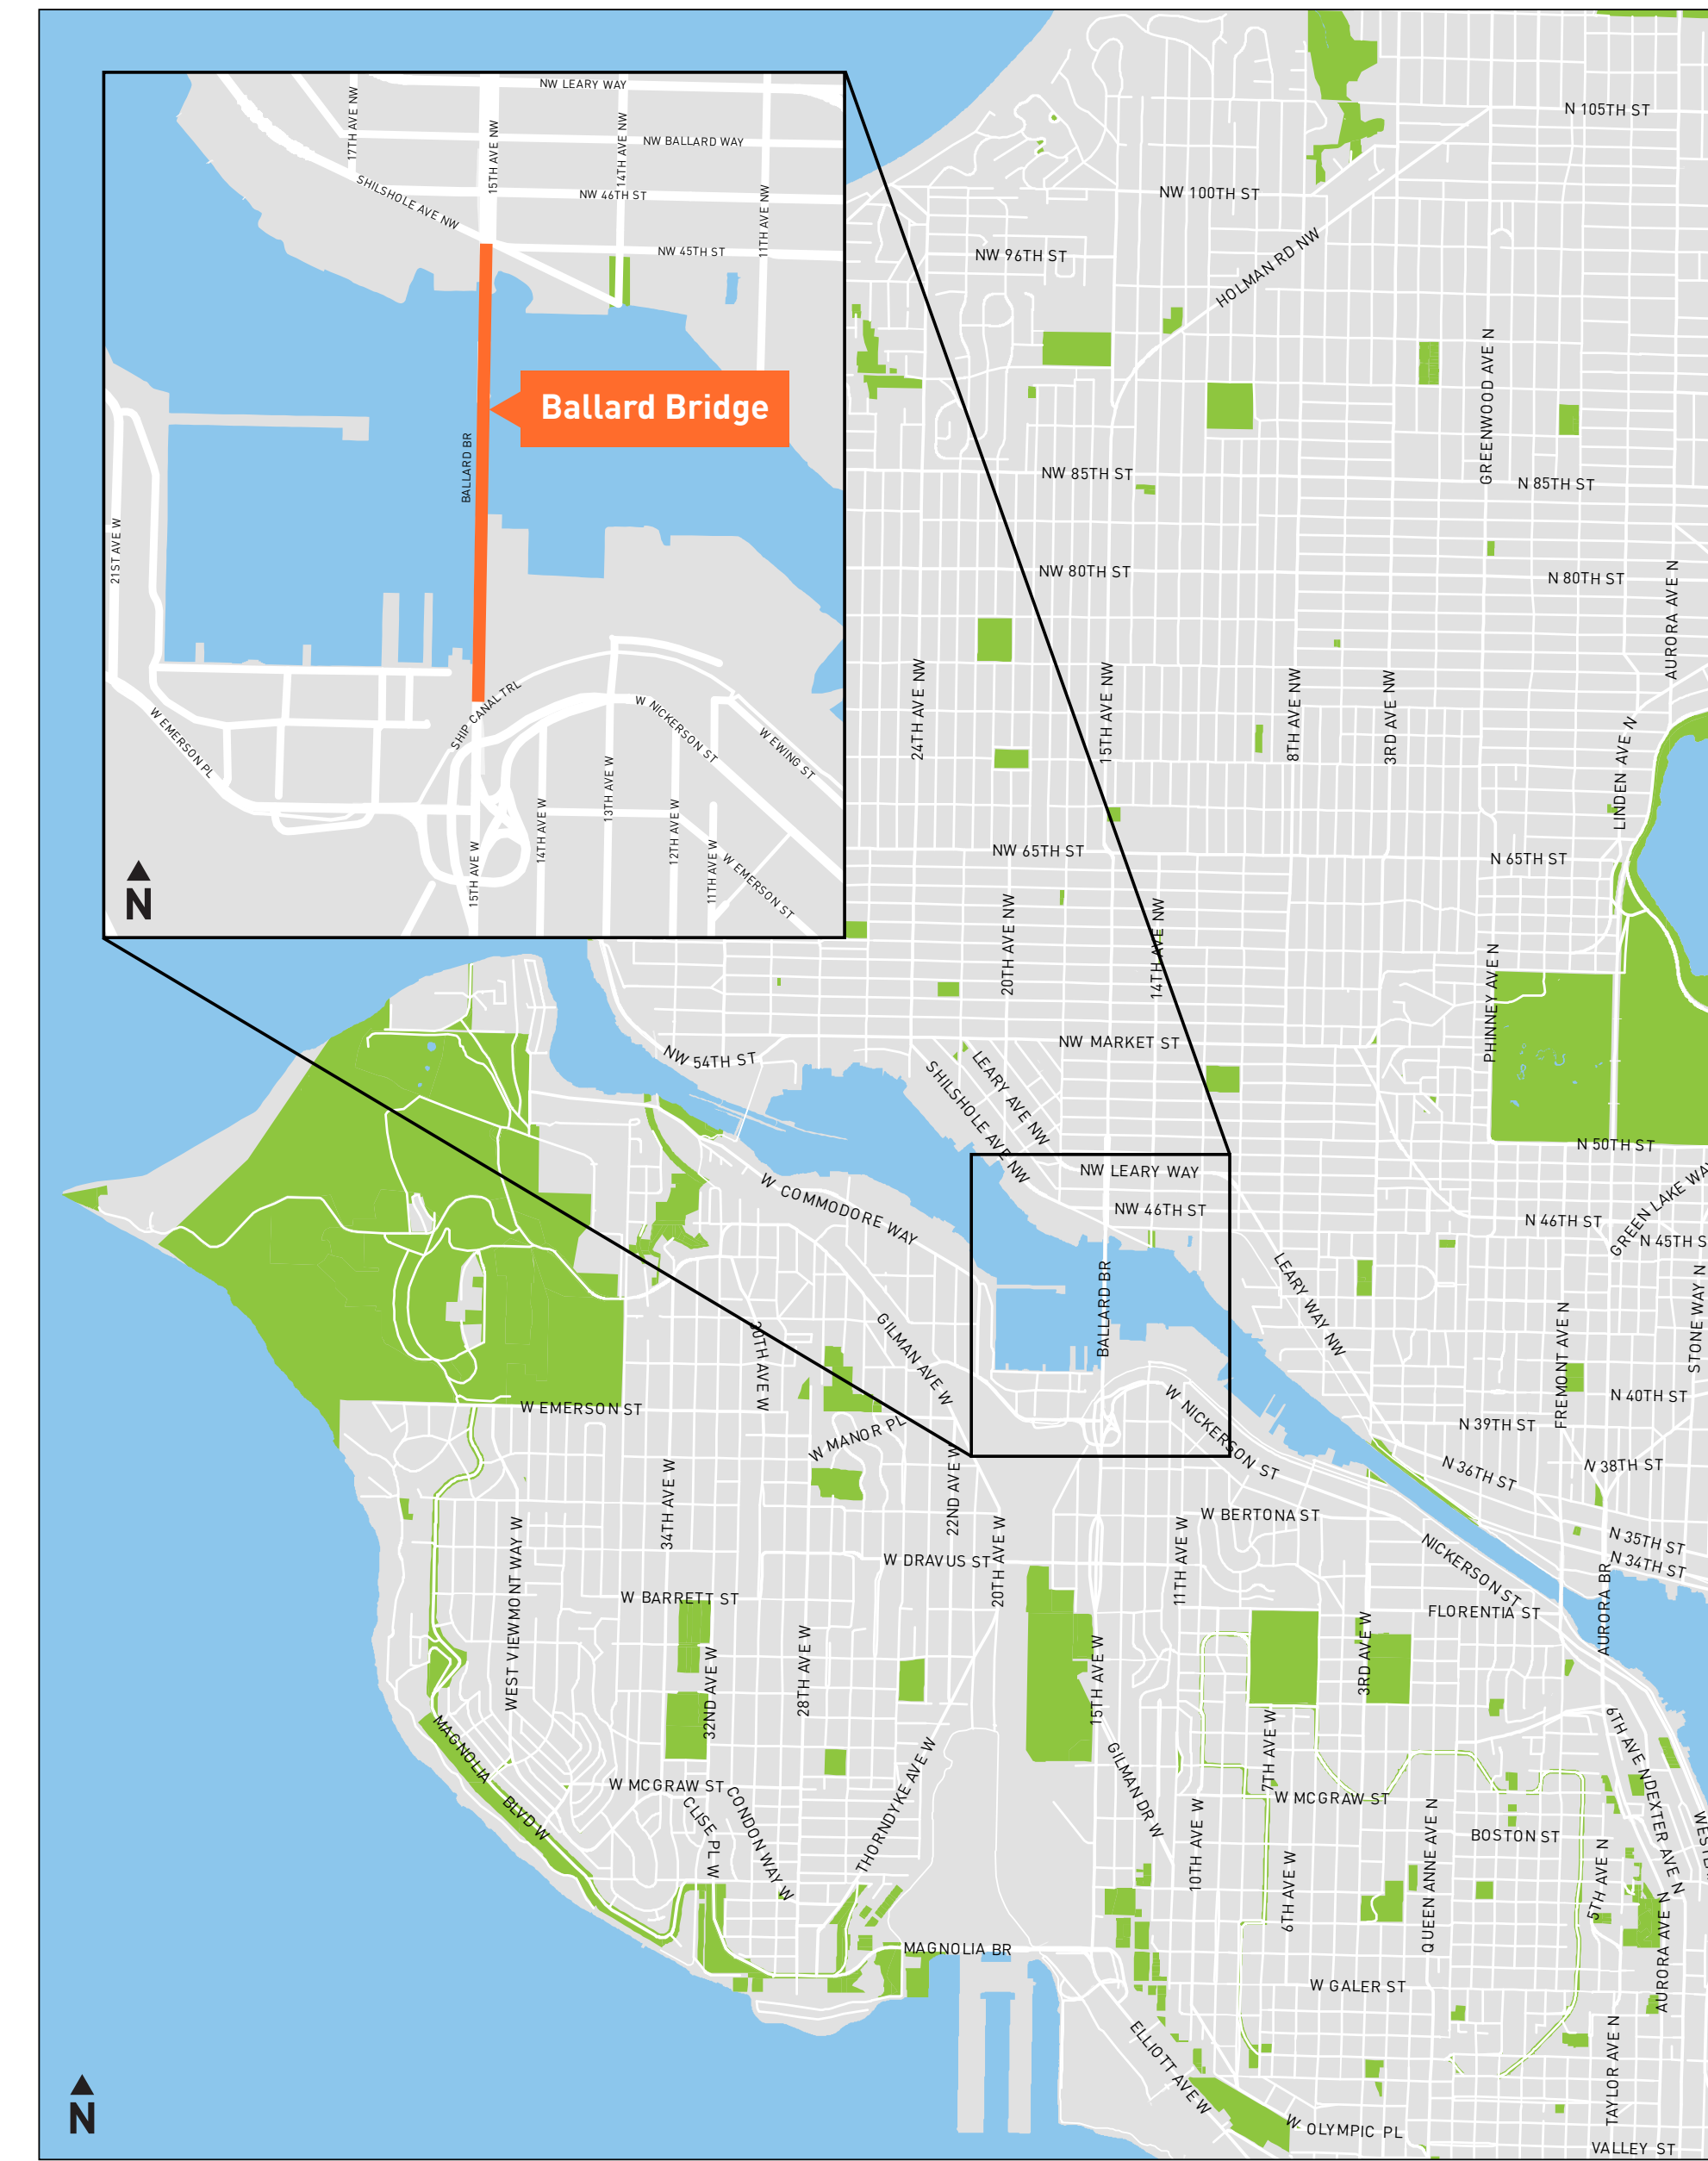 NW LEARY WAY
17TH AVE NW
15TH AVE NW
14TH AVE NW
NW BALLARD WAY
SHILSHOLE AVE NW
NW 46TH ST
11TH AVE NW
NW 45TH ST
Ballard Bridge
BALLARD BR
21ST AVE W
SHIP CANAL TRL
W EMERSON PL
W NICKERSON ST
W EWING ST
13TH AVE W
14TH AVE W
12TH AVE W
15TH AVE W
11TH AVE W
W EMERSON ST
N
N 105TH ST
NW 100TH ST
NW 96TH ST
HOLMAN RD NW
GREENWOOD AVE N
NW 85TH ST
N 85TH ST
NW 80TH ST
N 80TH ST
AURORA AVE N
24TH AVE NW
15TH AVE NW
8TH AVE NW
3RD AVE NW
LINDEN AVE N
NW 65TH ST
N 65TH ST
20TH AVE NW
14TH AVE NW
PHINNEY AVE N
NW MARKET ST
NW 54TH ST
LEARY AVE NW
SHILSHOLE AVE NW
N 50TH ST
NW LEARY WAY
W COMMODORE WAY
NW 46TH ST
N 46TH ST
GREEN LAKE WA
N 45TH S
BALLARD BR
LEARY WAY NW
STONE WAY N
GILMAN AVE W
30TH AVE W
FREMONT AVE N
N 40TH ST
W EMERSON ST
W MANOR PL
W NICKERSON ST
N 39TH ST
22ND AVE W
34TH AVE W
N 38TH ST
N 36TH ST
W BERTONA ST
WEST VIEWMONT WAY W
20TH AVE W
11TH AVE W
N 35TH ST
W DRAVUS ST
NICKERSON ST
N 34TH ST
W BARRETT ST
FLORENTIA ST
AURORA BR
28TH AVE W
32ND AVE W
15TH AVE W
3RD AVE W
MAGNOLIA
BLVD W
7TH AVE W
6TH AVE N
DEXTER AVE N
GILMAN DR W
THORNDYKE AVE W
W MCGRAW ST
W MCGRAW ST
CLISE PL W
CONDON WAY W
10TH AVE W
QUEEN ANNE AVE N
BOSTON ST
5TH AVE N
6TH AVE W
AURORA AVE N
MAGNOLIA BR
W GALER ST
ELLIOTT AVE W
TAYLOR AVE N
W OLYMPIC PL
VALLEY ST
N